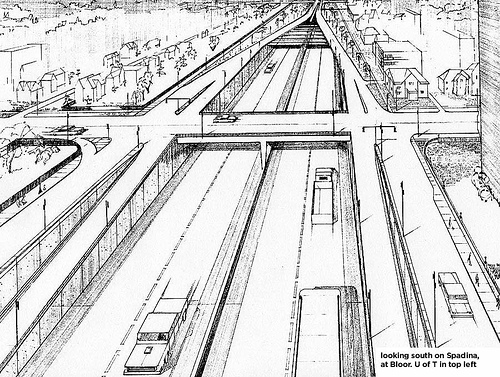 looking south on Spadina,
at Bloor. U of T in top left